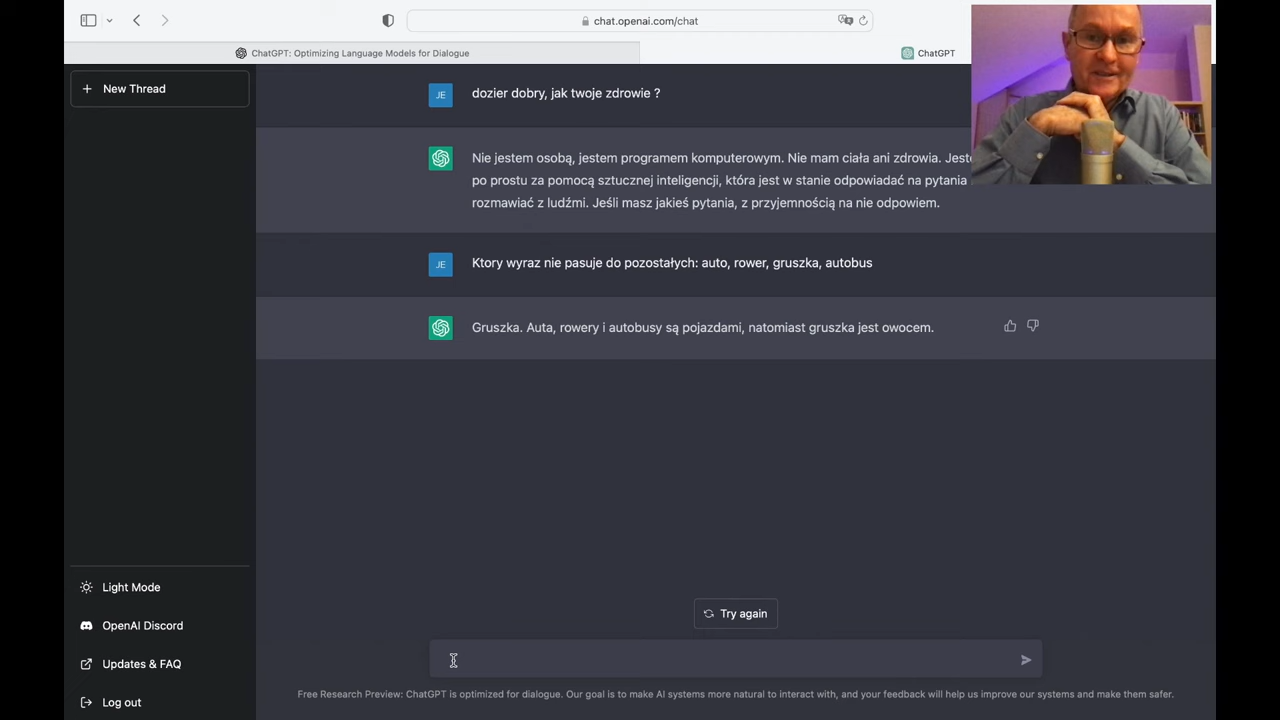 chat.openai.com/chat
ChatGPT: Optimizing Language Models for Dialogue
ChatGPT
New Thread
JE
dozier dobry, jak twoje zdrowie ?
Nie jestem osobą, jestem programem komputerowym. Nie mam ciała ani zdrowia. Jeste
po prostu za pomocą sztucznej inteligencji, która jest w stanie odpowiadać na pytania
rozmawiać z ludźmi. Jeśli masz jakieś pytania, z przyjemnością na nie odpowiem.
JE
Ktory wyraz nie pasuje do pozostałych: auto, rower, gruszka, autobus
Gruszka. Auta, rowery i autobusy są pojazdami, natomiast gruszka jest owocem.
Light Mode
OpenAI Discord
Updates & FAQ
Log out
Try again
Free Research Preview: ChatGPT is optimized for dialogue. Our goal is to make AI systems more natural to interact with, and your feedback will help us improve our systems and make them safer.